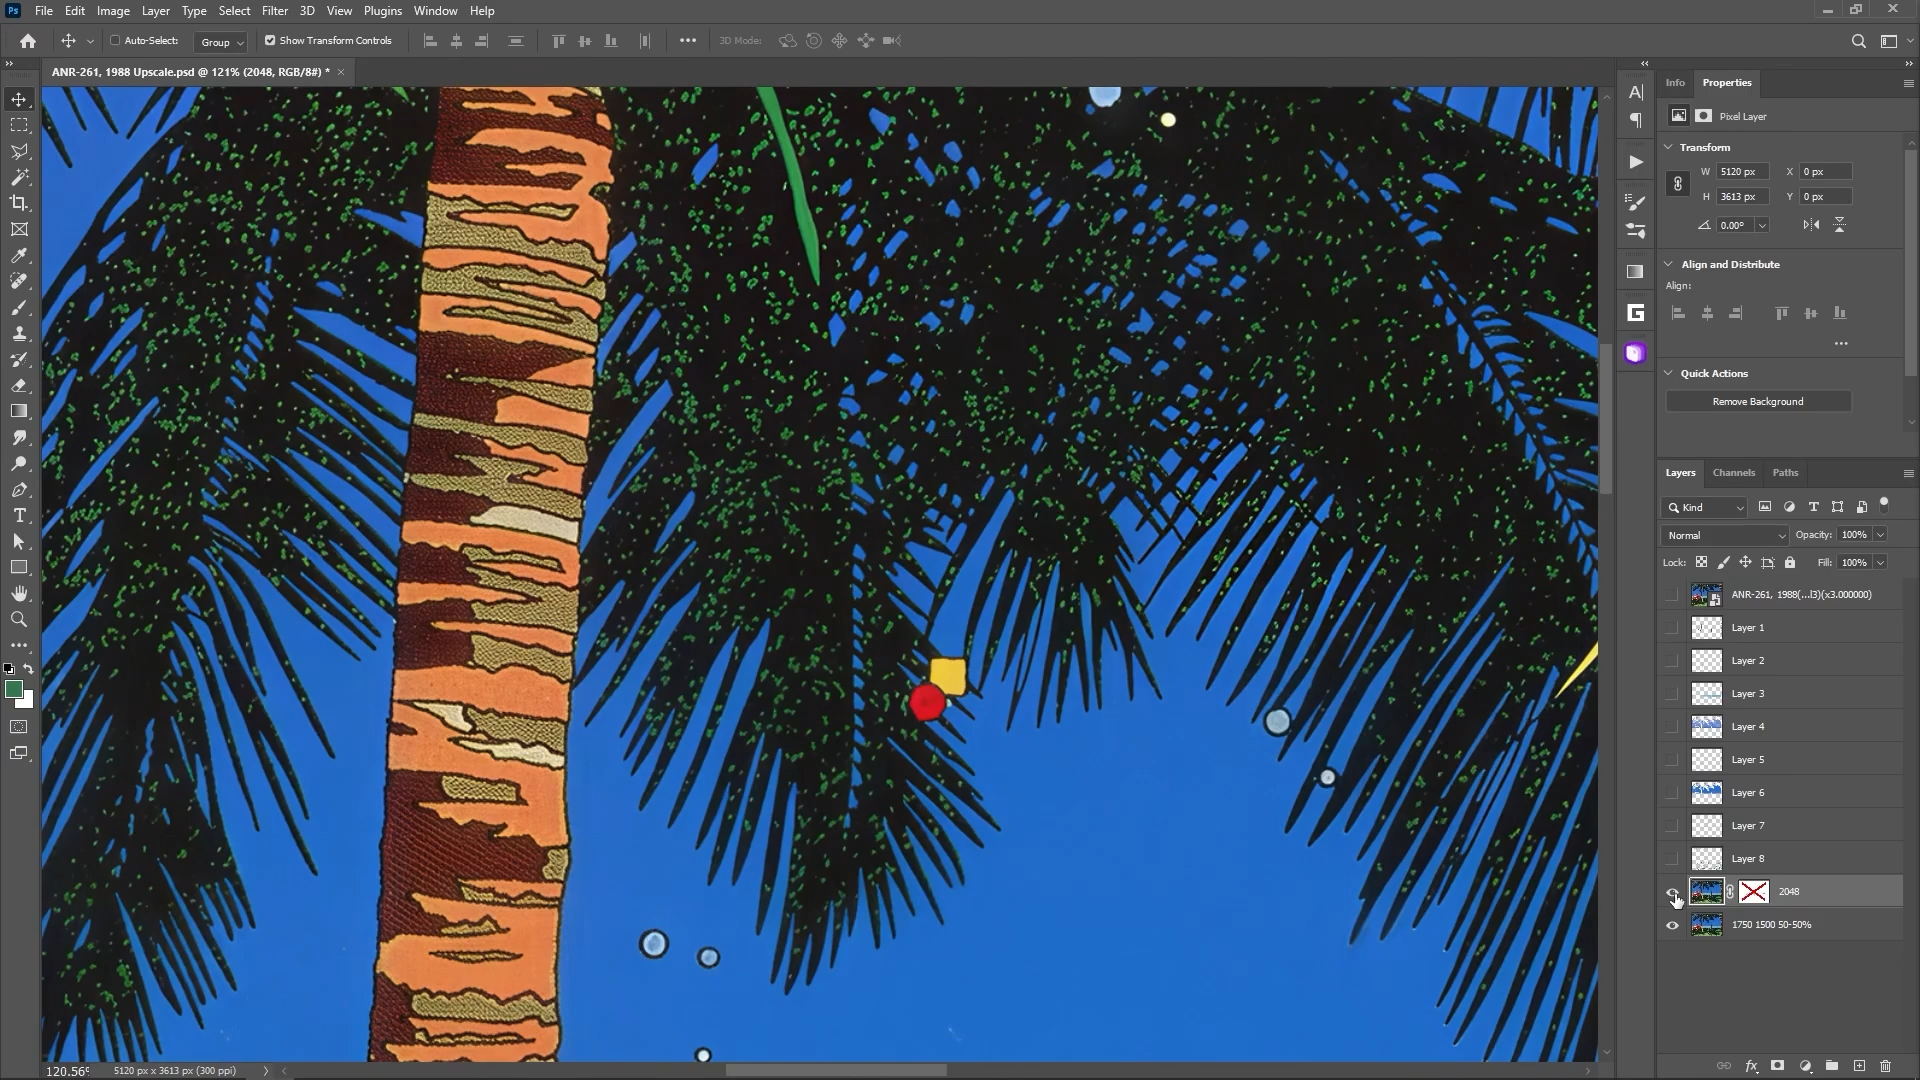 Ps File Edit Image Layer Type Select Filter 3D View Plugins Window Help
Auto-Select: Group Show Transform Controls 3D Mode:
ANR-261, 1988 Upscale.psd @ 121% (2048, RGB/8#) *
Info Properties
Pixel Layer
Transform
W 5120 px X 0 px
H 3613 px Y 0 px
0.00°
Align and Distribute
Align:
Quick Actions
Remove Background
Layers Channels Paths
Kind
Normal Opacity: 100%
Lock: Fill: 100%
ANR-261, 1988(...l3)(x3.000000)
Layer 1
Layer 2
Layer 3
Layer 4
Layer 5
Layer 6
Layer 7
Layer 8
2048
1750 1500 50-50%
120.56% 5120 px x 3613 px (300 ppi)
fx